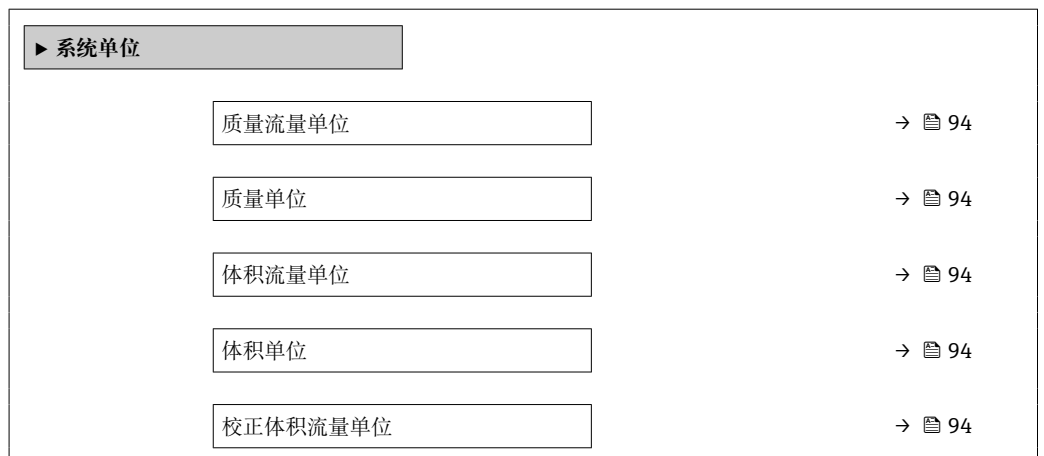 ▶ 系统单位
质量流量单位 → 94
质量单位 → 94
体积流量单位 → 94
体积单位 → 94
校正体积流量单位 → 94